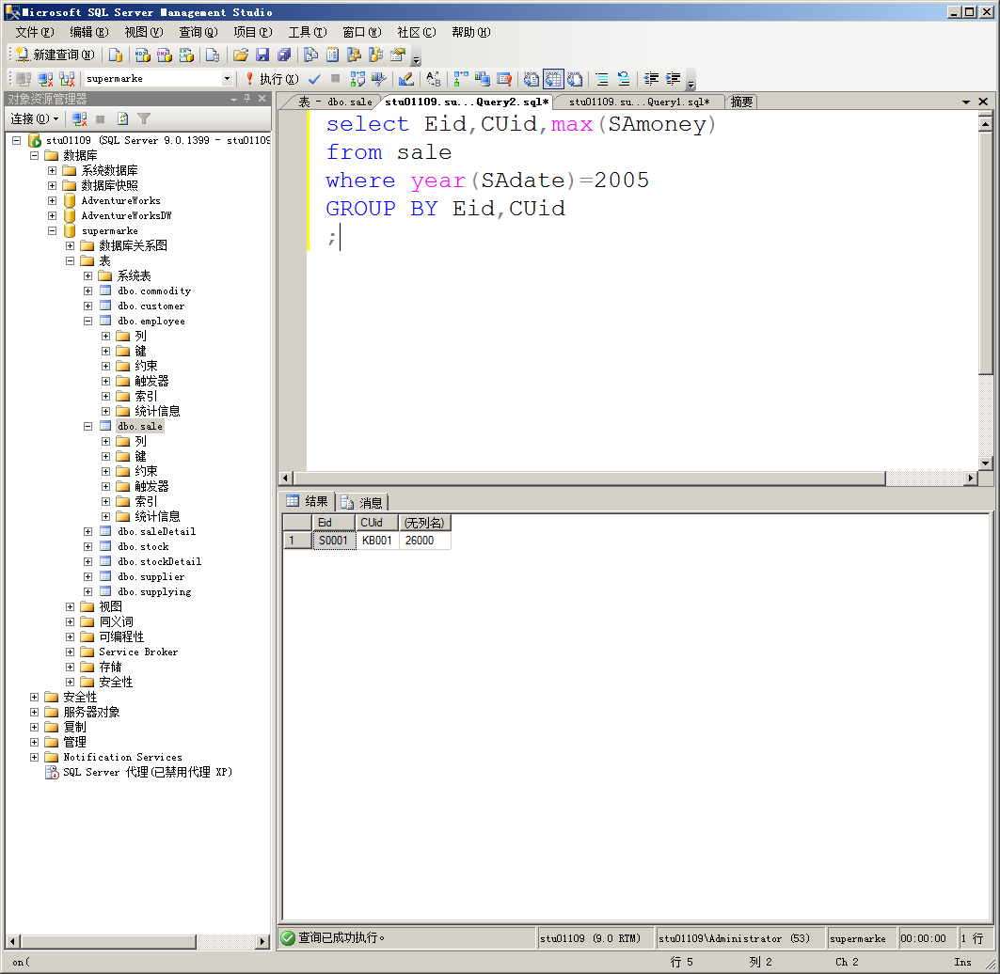 Microsoft SQL Server Management Studio
文件(F) 编辑(E) 视图(V) 查询(Q) 项目(P) 工具(T) 窗口(W) 社区(C) 帮助(H)
新建查询(N)
supermarke 执行(X)
对象资源管理器
连接(O)
stu01109 (SQL Server 9.0.1399 - stu01109
数据库
系统数据库
数据库快照
AdventureWorks
AdventureWorksDW
supermarke
数据库关系图
表
系统表
dbo.commodity
dbo.customer
dbo.employee
列
键
约束
触发器
索引
统计信息
dbo.sale
列
键
约束
触发器
索引
统计信息
dbo.saleDetail
dbo.stock
dbo.stockDetail
dbo.supplier
dbo.supplying
视图
同义词
可编程性
Service Broker
存储
安全性
安全性
服务器对象
复制
管理
Notification Services
SQL Server 代理(已禁用代理 XP)
表 - dbo.sale stu01109.su...Query2.sql* stu01109.su...Query1.sql* 摘要
select Eid,CUid,max(SAmoney)
from sale
where year(SAdate)=2005
GROUP BY Eid,CUid
;
结果 消息
Eid CUid (无列名)
1 S0001 KB001 26000
查询已成功执行。 stu01109 (9.0 RTM) stu01109\Administrator (53) supermarke 00:00:00 1 行
on( 行 5 列 2 Ch 2 Ins